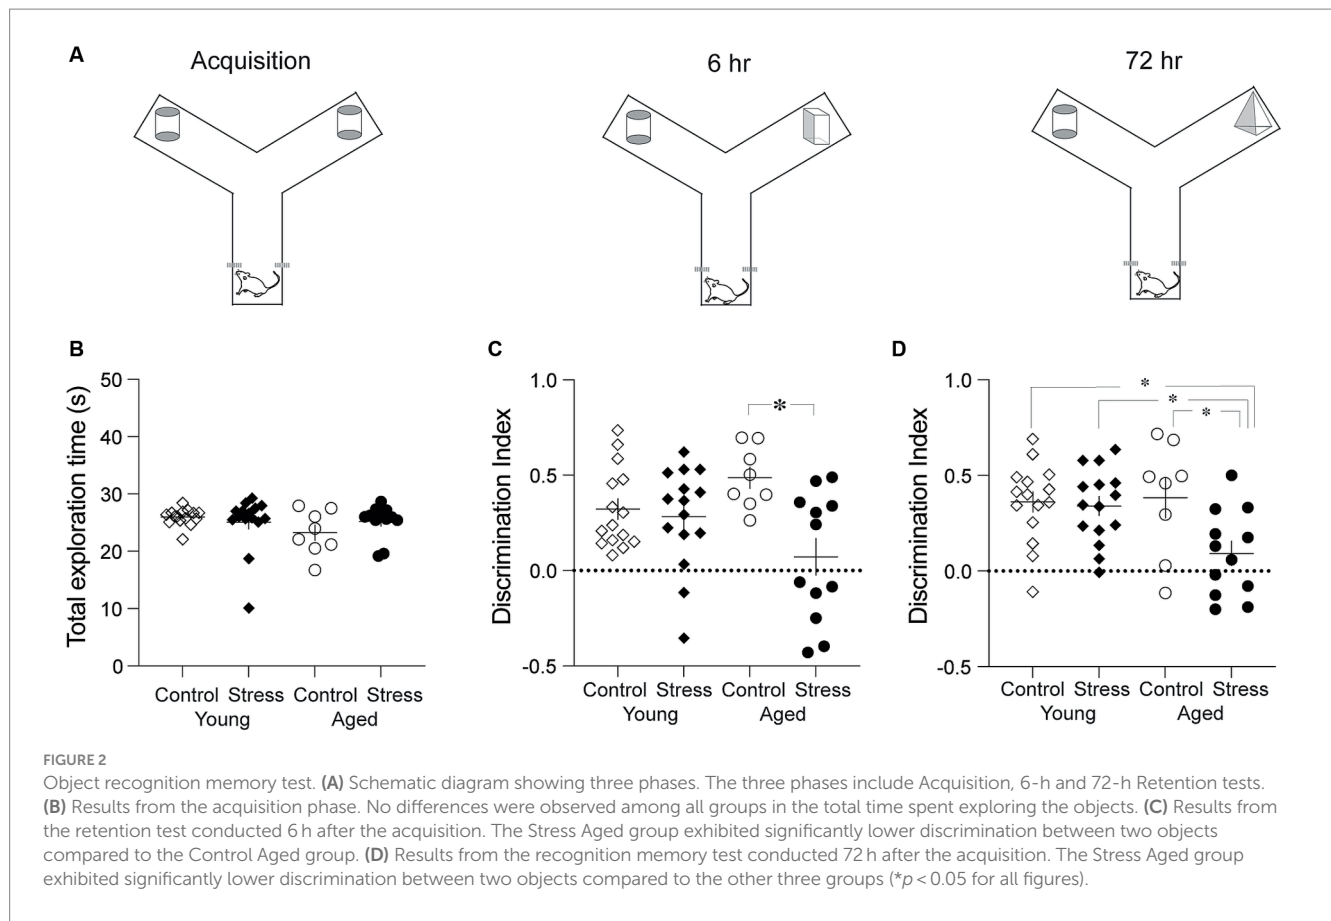 A
Acquisition
6 hr
72 hr
B
Total exploration time (s)
50
40
30
20
10
0
Control Stress Control Stress
Young Aged
C
Discrimination Index
1.0
0.5
0.0
-0.5
*
Control Stress Control Stress
Young Aged
D
Discrimination Index
1.0
0.5
0.0
-0.5
*
*
*
Control Stress Control Stress
Young Aged
FIGURE 2
Object recognition memory test. (A) Schematic diagram showing three phases. The three phases include Acquisition, 6-h and 72-h Retention tests.
(B) Results from the acquisition phase. No differences were observed among all groups in the total time spent exploring the objects. (C) Results from
the retention test conducted 6 h after the acquisition. The Stress Aged group exhibited significantly lower discrimination between two objects
compared to the Control Aged group. (D) Results from the recognition memory test conducted 72 h after the acquisition. The Stress Aged group
exhibited significantly lower discrimination between two objects compared to the other three groups (*p < 0.05 for all figures).